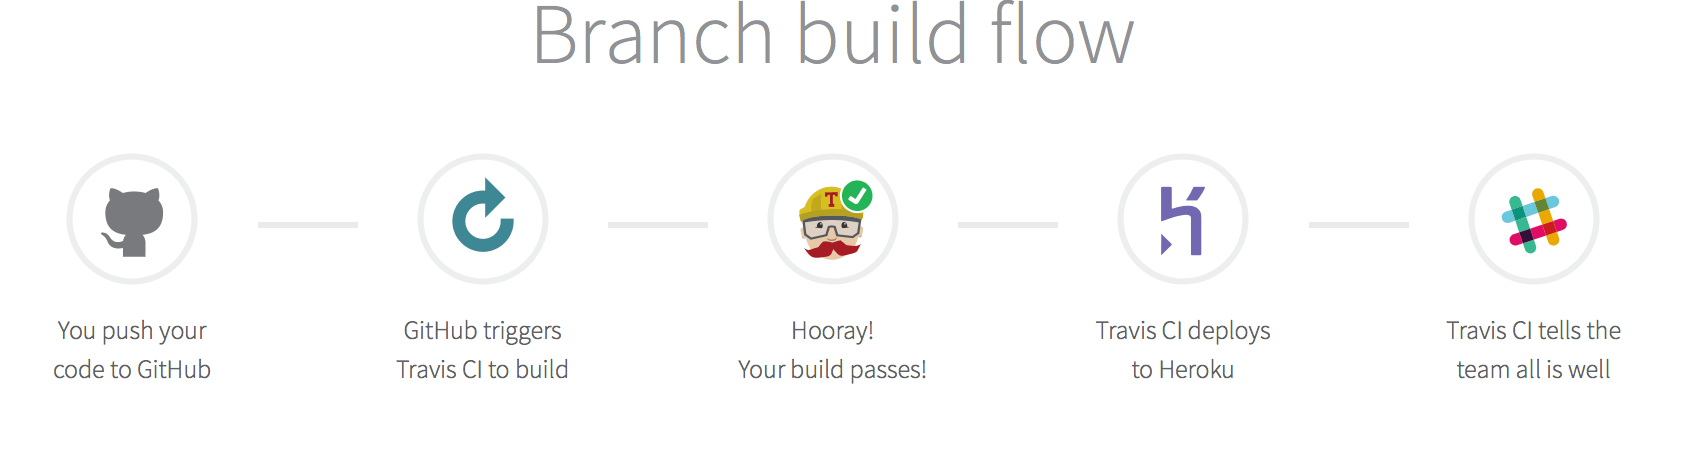 Branch build flow
T
You push your
code to GitHub
GitHub triggers
Travis CI to build
Hooray!
Your build passes!
Travis CI deploys
to Heroku
Travis CI tells the
team all is well